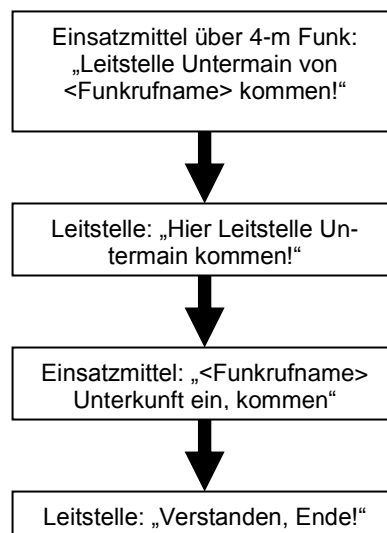 Einsatzmittel über 4-m Funk:
„Leitstelle Untermain von
<Funkrufname> kommen!“
Leitstelle: „Hier Leitstelle Un-
termain kommen!“
Einsatzmittel: „<Funkrufname>
Unterkunft ein, kommen“
Leitstelle: „Verstanden, Ende!“